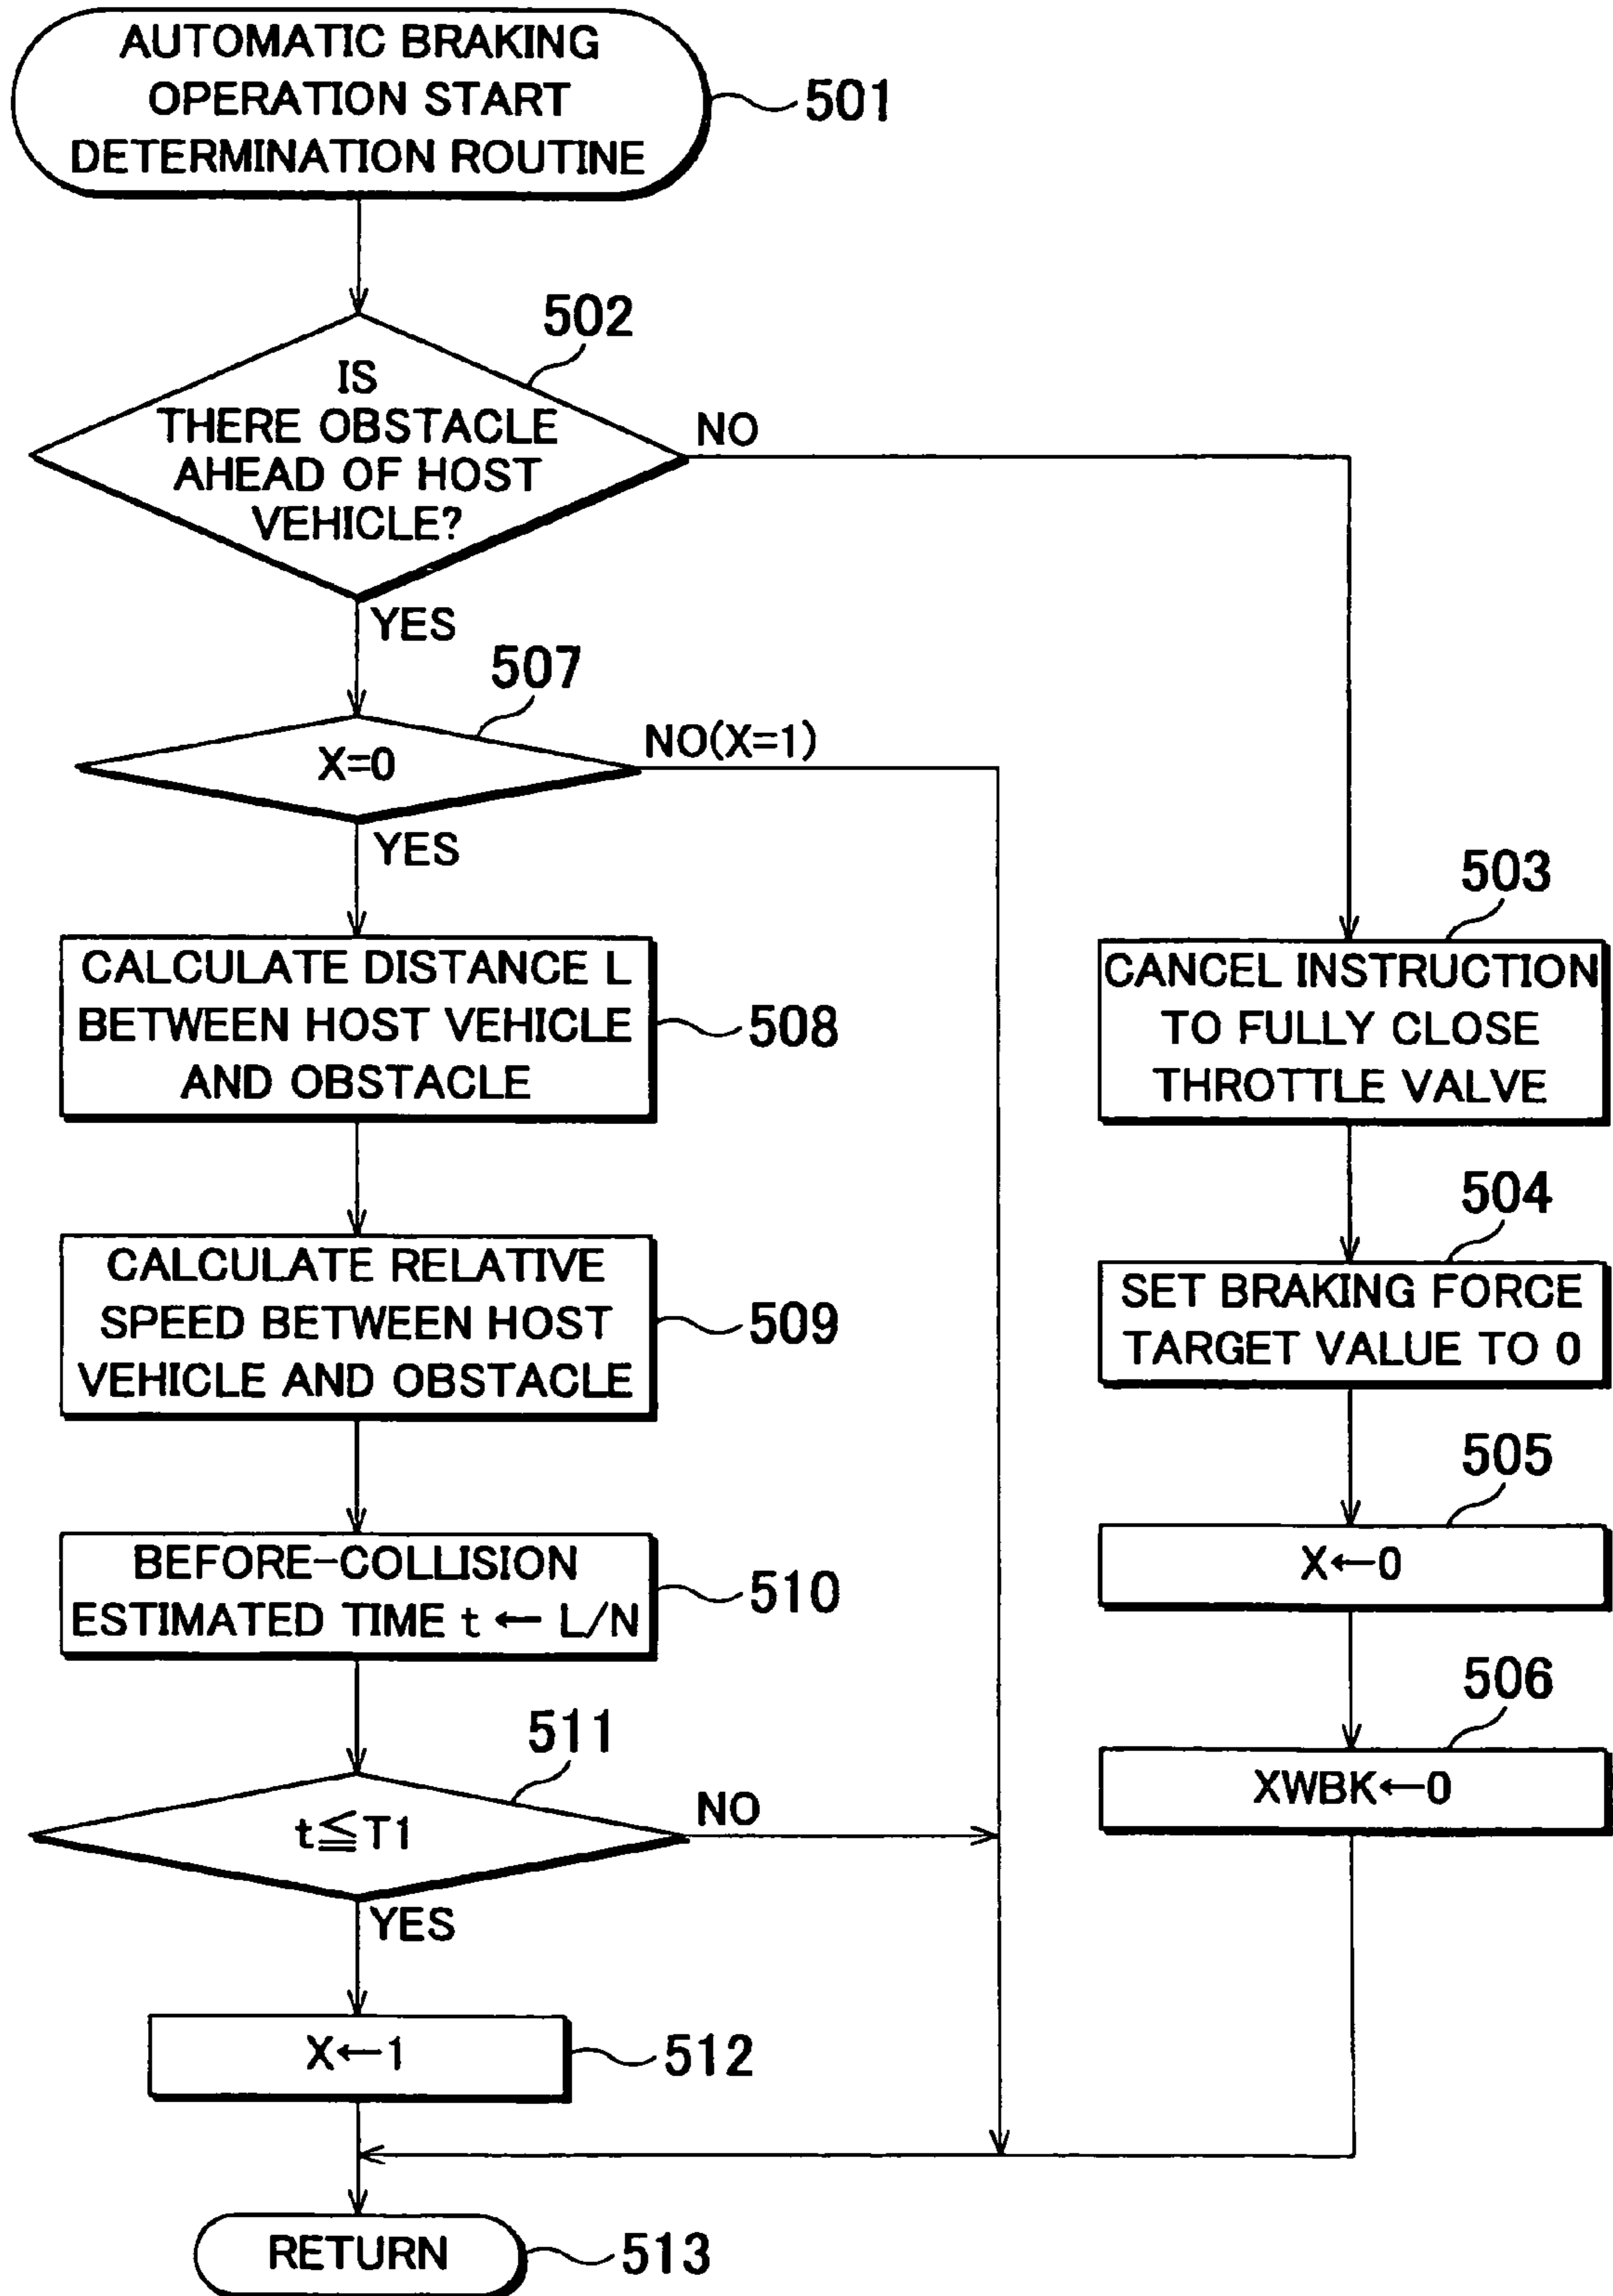 AUTOMATIC BRAKING
OPERATION START
DETERMINATION ROUTINE
501
502
IS
THERE OBSTACLE
AHEAD OF HOST
VEHICLE?
NO
YES
507
X=0
NO(X=1)
YES
503
CANCEL INSTRUCTION
TO FULLY CLOSE
THROTTLE VALVE
CALCULATE DISTANCE L
BETWEEN HOST VEHICLE
AND OBSTACLE
508
504
SET BRAKING FORCE
TARGET VALUE TO 0
CALCULATE RELATIVE
SPEED BETWEEN HOST
VEHICLE AND OBSTACLE
509
505
X←0
BEFORE-COLLISION
ESTIMATED TIME t ← L/N
510
506
XWBK←0
511
t≦T1
NO
YES
X←1
512
RETURN
513